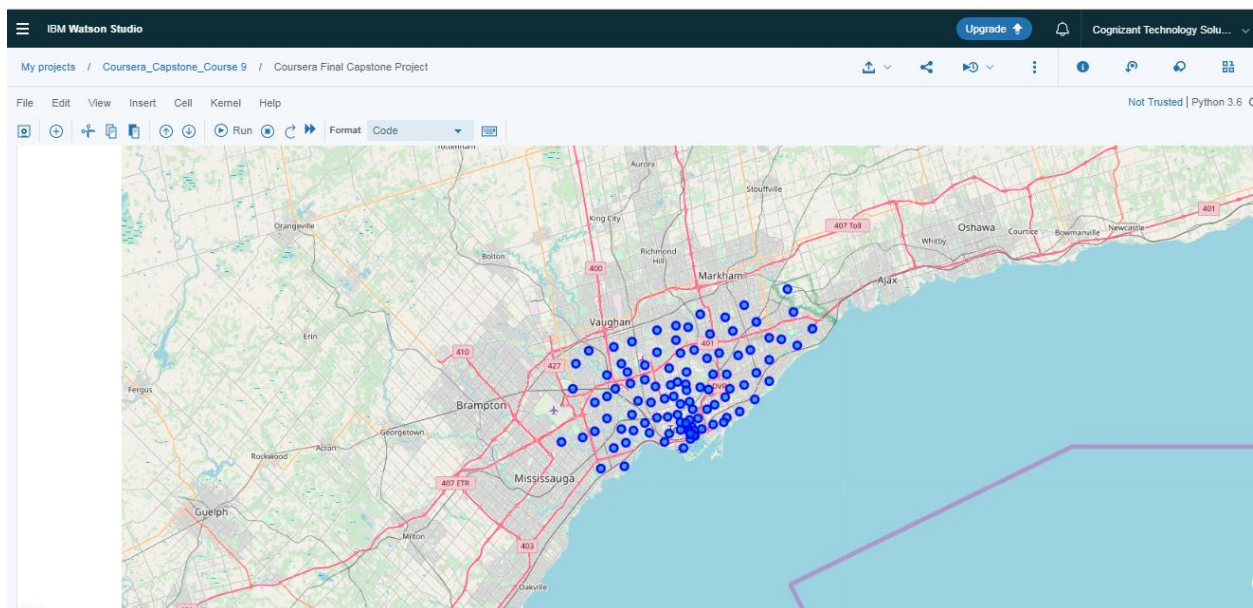 IBM Watson Studio
Upgrade
Cognizant Technology Solu...
My projects / Coursera_Capstone_Course 9 / Coursera Final Capstone Project
File Edit View Insert Cell Kernel Help
Not Trusted | Python 3.6
Run
Format Code
Tottenham
Aurora
Stouffville
Orangeville
King City
401
407 Toll
Oshawa
Courtice
Bowmanville
Newcastle
Whitby
Richmond Hill
Bolton
400
Markham
Ajax
Vaughan
Erin
401
410
427
Fergus
DVP
Brampton
Georgetown
Acton
Rockwood
Mississauga
407 ETR
Guelph
Milton
403
Oakville
401